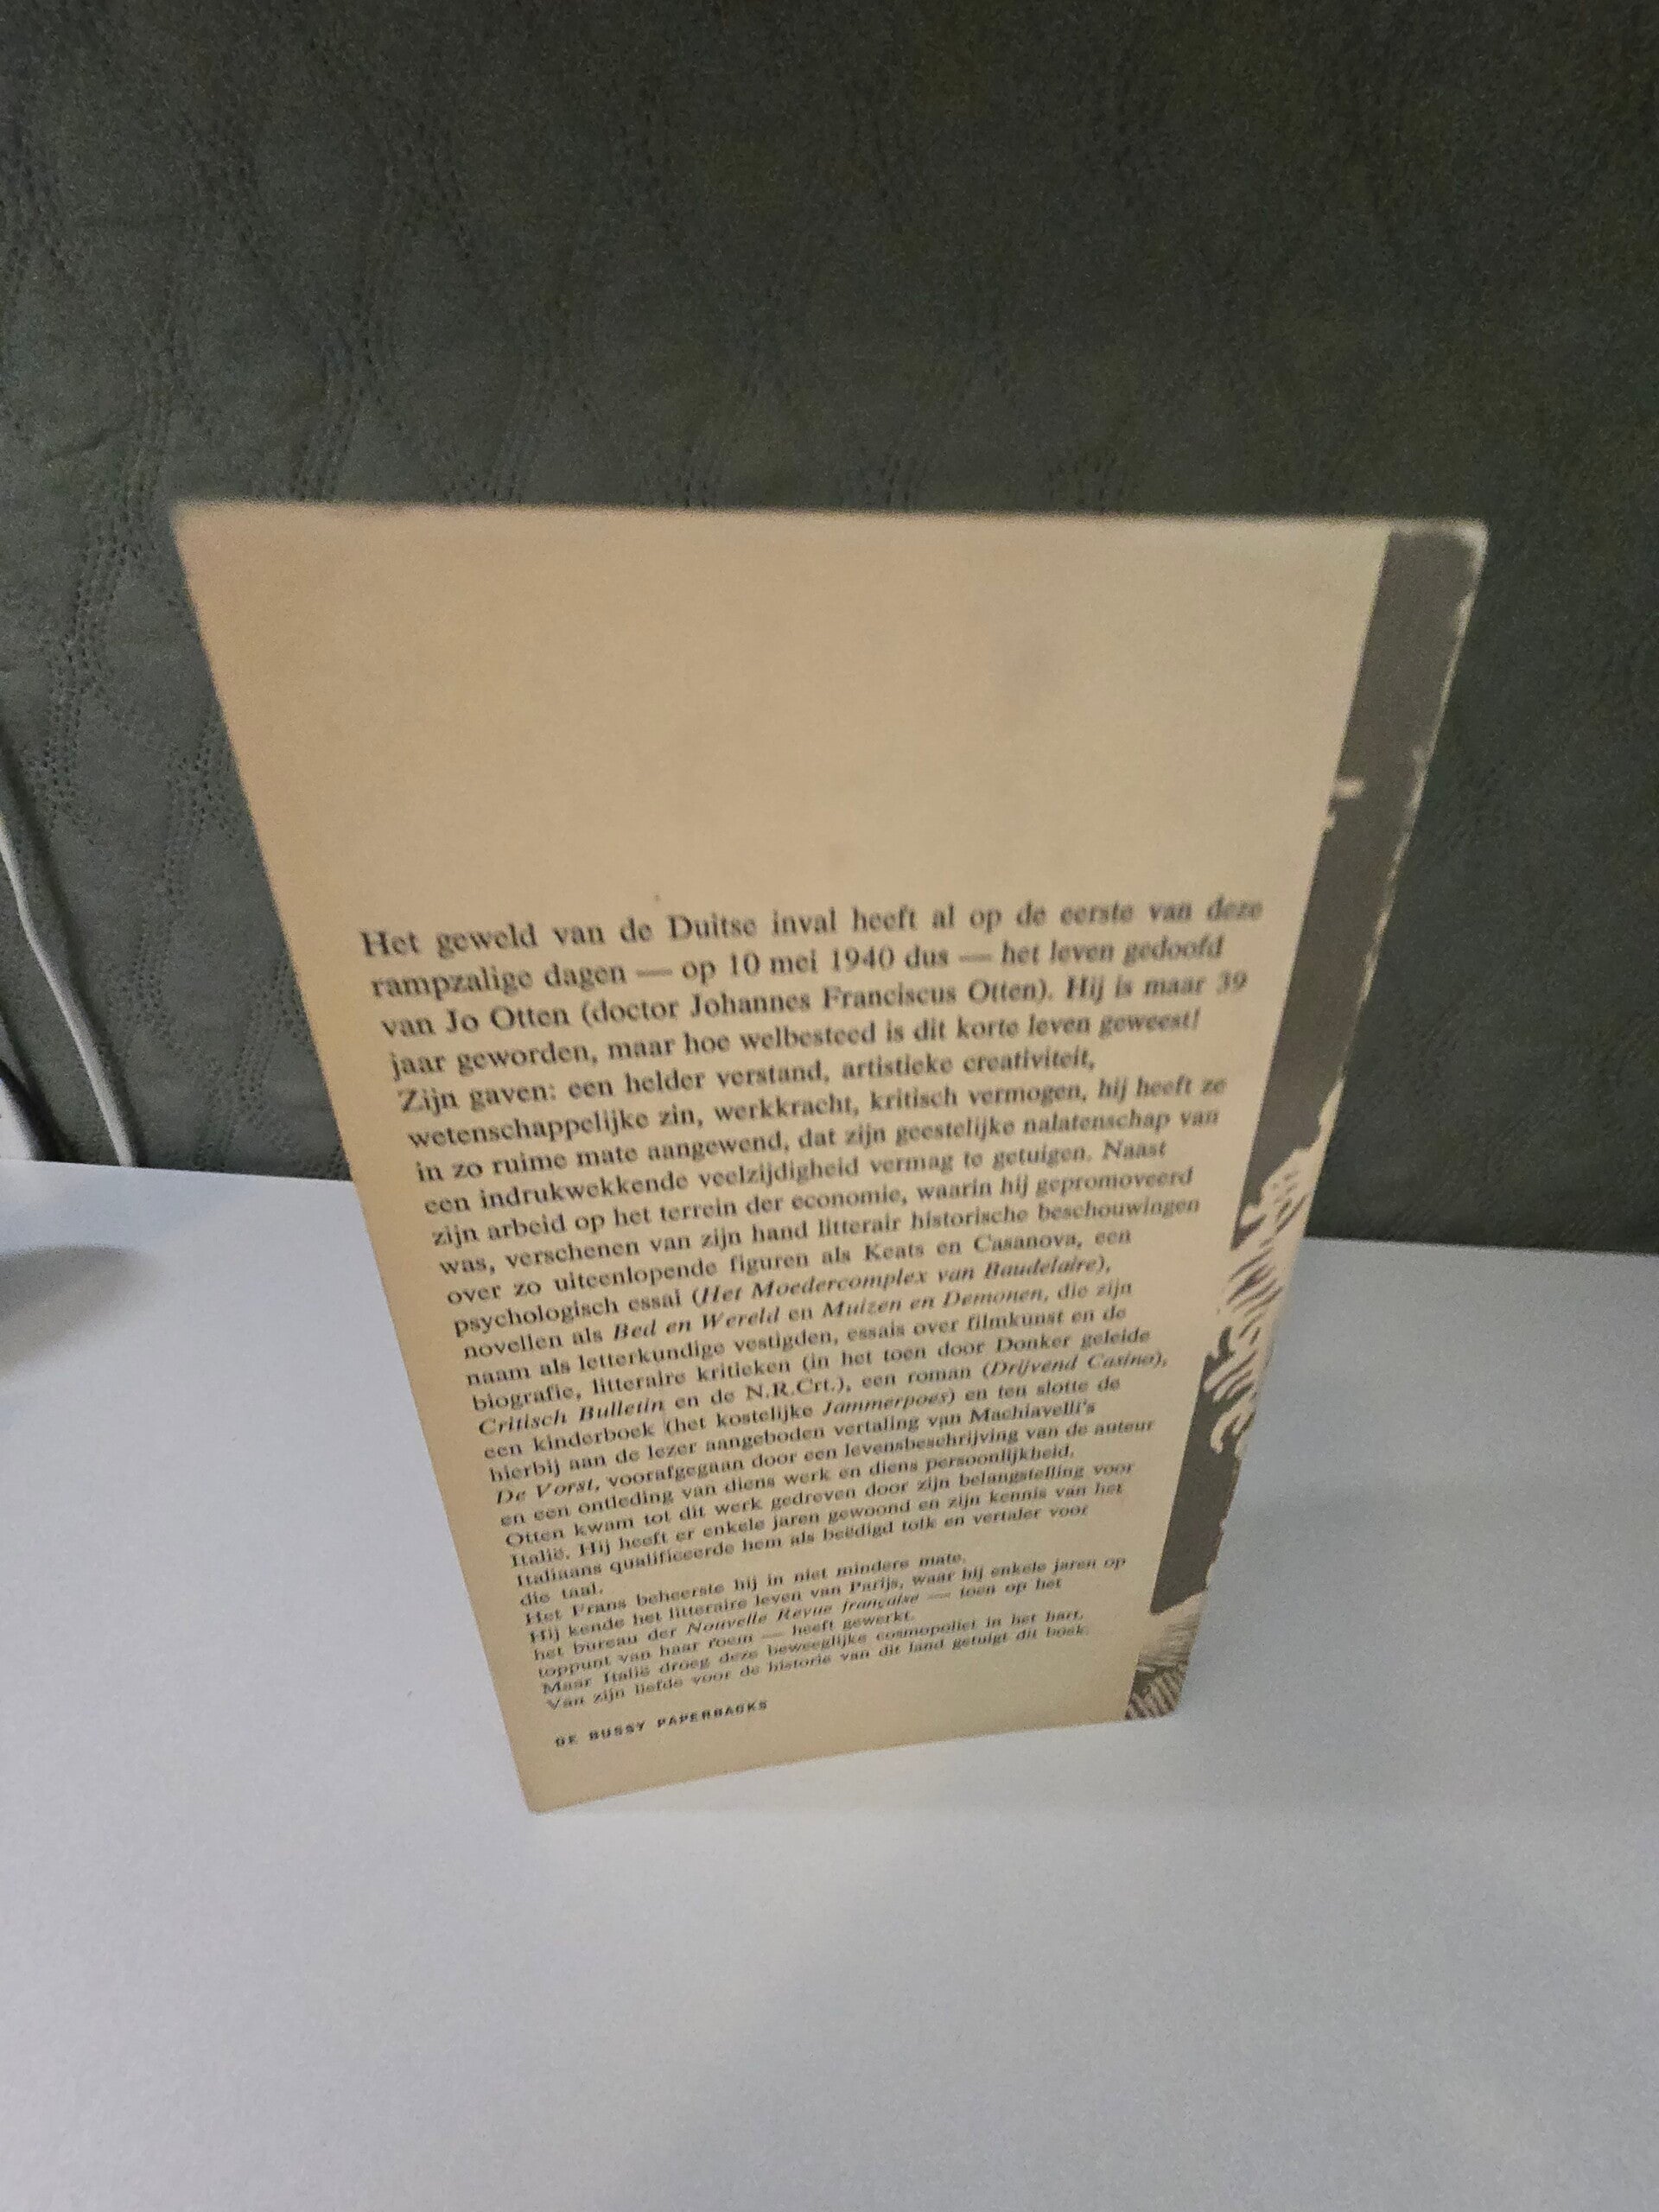 Het geweld van de Duitse inval heeft al op de eerste van deze
rampzalige dagen — op 10 mei 1940 dus — het leven gedoofd
van Jo Otten (doctor Johannes Franciscus Otten). Hij is maar 39
jaar geworden, maar hoe welbesteed is dit korte leven geweest!
Zijn gaven: een helder verstand, artistieke creativiteit,
wetenschappelijke zin, werkkracht, kritisch vermogen, hij heeft ze
in zo ruime mate aangewend, dat zijn geestelijke nalatenschap van
een indrukwekkende veelzijdigheid vermag te getuigen. Naast
zijn arbeid op het terrein der economie, waarin hij gepromoveerd
was, verschenen van zijn hand litterair historische beschouwingen
over zo uiteenlopende figuren als Keats en Casanova, een
psychologisch essai (Het Moedercomplex van Baudelaire),
novellen als Bed en Wereld en Muizen en Demonen, die zijn
naam als letterkundige vestigden, essais over filmkunst en de
biografie, litteraire kritieken (in het toen door Donker geleide
Critisch Bulletin en de N.R.Crt.), een roman (Drijvend Casino),
een kinderboek (het kostelijke Jammerpoes) en ten slotte de
hierbij aan de lezer aangeboden vertaling van Machiavelli's
De Vorst, voorafgegaan door een levensbeschrijving van de auteur
en een ontleding van diens werk en diens persoonlijkheid.
Otten kwam tot dit werk gedreven door zijn belangstelling voor
Italië. Hij heeft er enkele jaren gewoond en zijn kennis van het
Italiaans qualificeerde hem als beëdigd tolk en vertaler voor
die taal.
Het Frans beheerste hij in niet mindere mate.
Hij kende het litteraire leven van Parijs, waar hij enkele jaren op
het bureau der Nouvelle Revue française — toen op het
toppunt van haar roem — heeft gewerkt.
Maar Italië droeg deze beweeglijke cosmopoliet in het hart.
Van zijn liefde voor de historie van dit land getuigt dit boek.
DE BUSSY PAPERBACKS